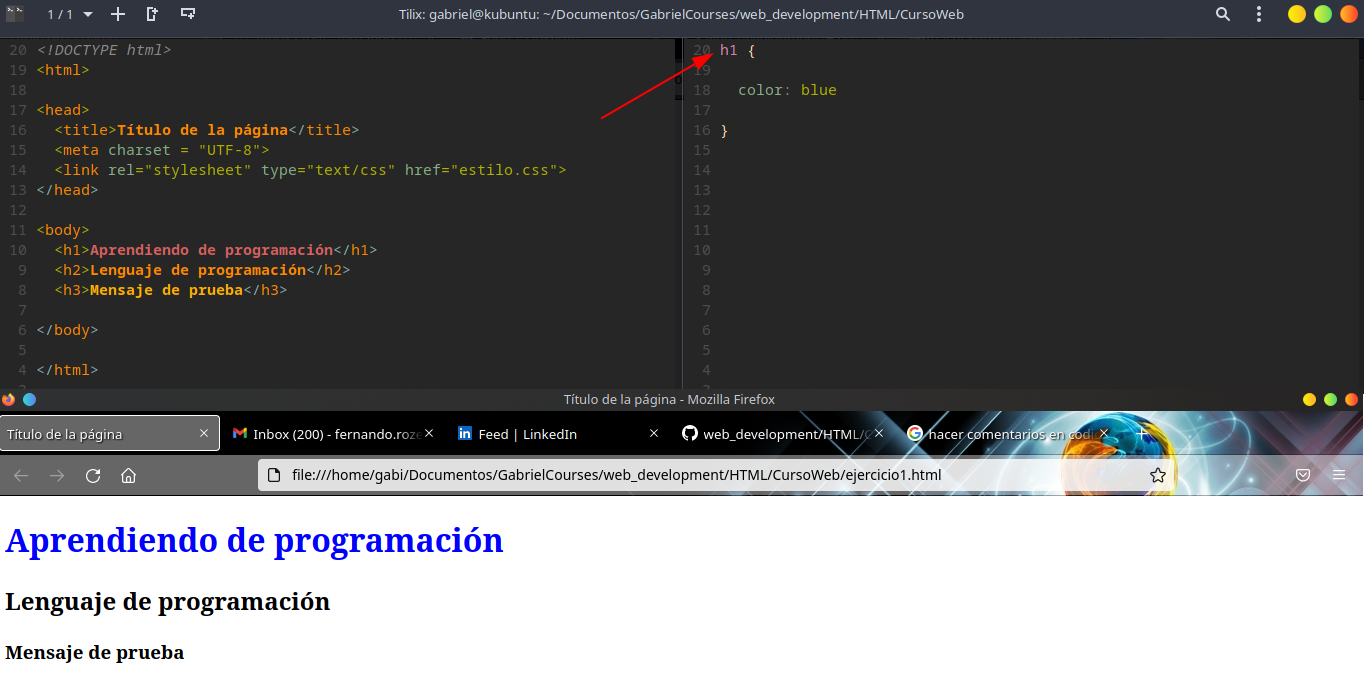 1 / 1 Tilix: gabriel@kubuntu: ~/Documentos/GabrielCourses/web_development/HTML/CursoWeb
20 <!DOCTYPE html>
19 <html>
18
17 <head>
16 <title>Título de la página</title>
15 <meta charset = "UTF-8">
14 <link rel="stylesheet" type="text/css" href="estilo.css">
13 </head>
12
11 <body>
10 <h1>Aprendiendo de programación</h1>
9 <h2>Lenguaje de programación</h2>
8 <h3>Mensaje de prueba</h3>
7
6 </body>
5
4 </html>
20 h1 {
19
18 color: blue
17
16 }
15
14
13
12
11
10
9
8
7
6
5
4
Título de la página - Mozilla Firefox
Título de la página Inbox (200) - fernando.roze Feed | LinkedIn web_development/HTML/C hacer comentarios en codi
file:///home/gabi/Documentos/GabrielCourses/web_development/HTML/CursoWeb/ejercicio1.html
Aprendiendo de programación
Lenguaje de programación
Mensaje de prueba